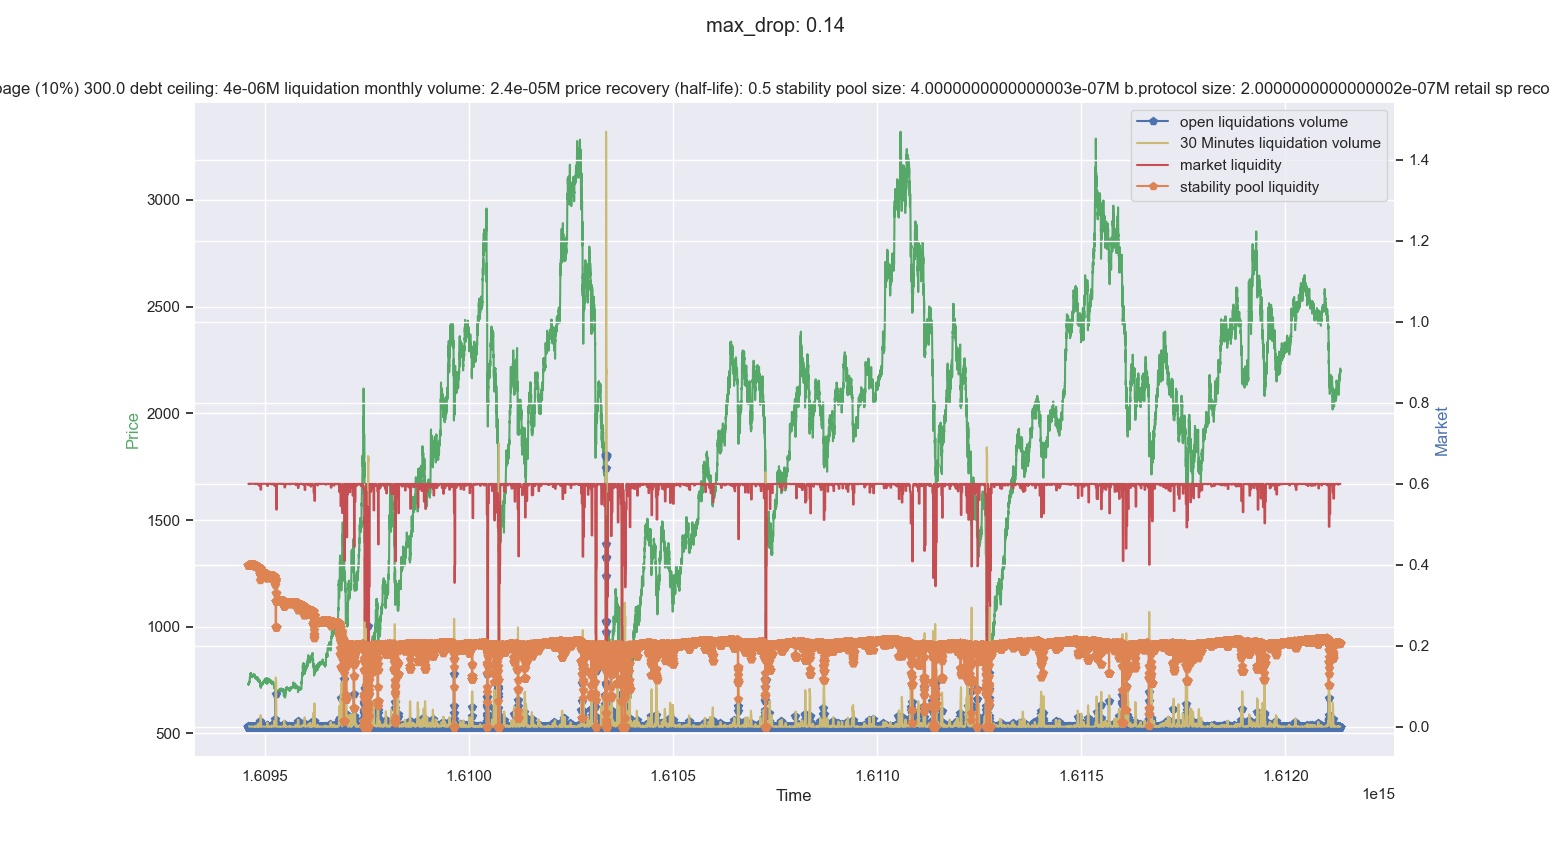 max_drop: 0.14
page (10%) 300.0 debt ceiling: 4e-06M liquidation monthly volume: 2.4e-05M price recovery (half-life): 0.5 stability pool size: 4.0000000000000003e-07M b.protocol size: 2.0000000000000002e-07M retail sp reco
open liquidations volume
30 Minutes liquidation volume
market liquidity
stability pool liquidity
3000
2500
2000
1500
1000
500
Price
1.4
1.2
1.0
0.8
0.6
0.4
0.2
0.0
Market
1.6095 1.6100 1.6105 1.6110 1.6115 1.6120
1e15
Time